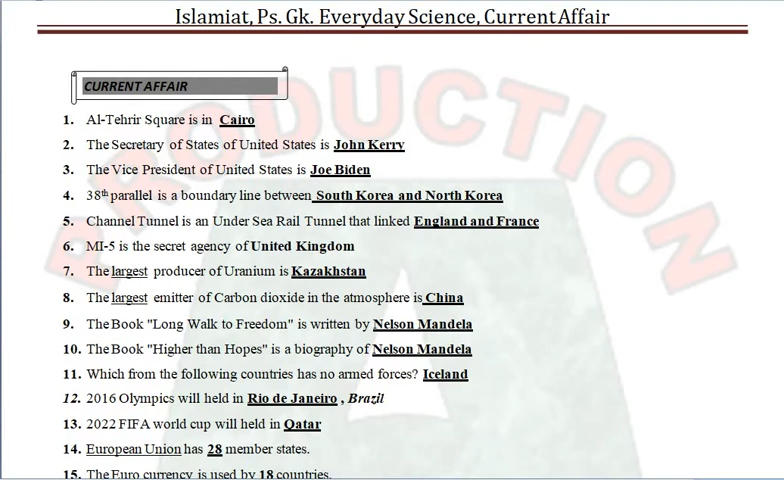 Islamiat, Ps. Gk. Everyday Science, Current Affair
CURRENT AFFAIR
1. Al-Tehrir Square is in Cairo
2. The Secretary of States of United States is John Kerry
3. The Vice President of United States is Joe Biden
4. 38th parallel is a boundary line between South Korea and North Korea
5. Channel Tunnel is an Under Sea Rail Tunnel that linked England and France
6. MI-5 is the secret agency of United Kingdom
7. The largest producer of Uranium is Kazakhstan
8. The largest emitter of Carbon dioxide in the atmosphere is China
9. The Book "Long Walk to Freedom" is written by Nelson Mandela
10. The Book "Higher than Hopes" is a biography of Nelson Mandela
11. Which from the following countries has no armed forces? Iceland
12. 2016 Olympics will held in Rio de Janeiro , Brazil
13. 2022 FIFA world cup will held in Qatar
14. European Union has 28 member states.
15. The Euro currency is used by 18 countries.
PRODUCTION
A